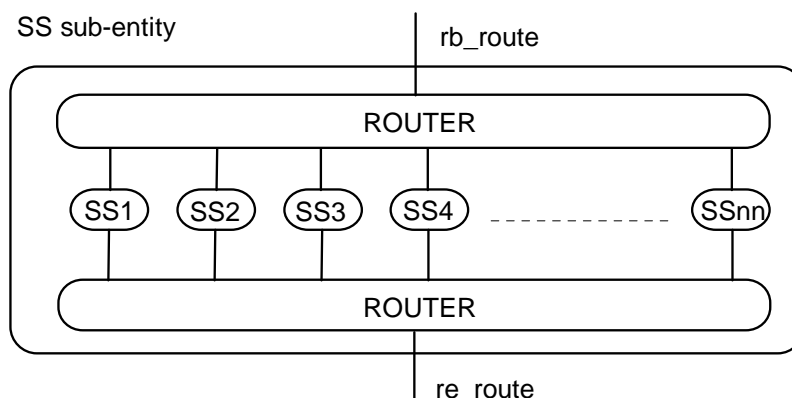 SS sub-entity
rb_route
ROUTER
SS1 SS2 SS3 SS4 SSnn
ROUTER
re_route